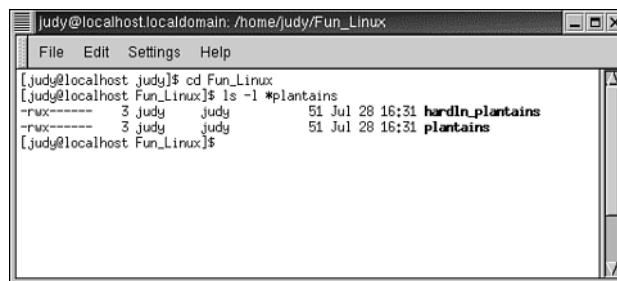 judy@localhost.localdomain: /home/judy/Fun_Linux
File Edit Settings Help
[judy@localhost judy]$ cd Fun_Linux
[judy@localhost Fun_Linux]$ ls -l *plantains
-rwx------ 3 judy judy 51 Jul 28 16:31 hardln_plantains
-rwx------ 3 judy judy 51 Jul 28 16:31 plantains
[judy@localhost Fun_Linux]$